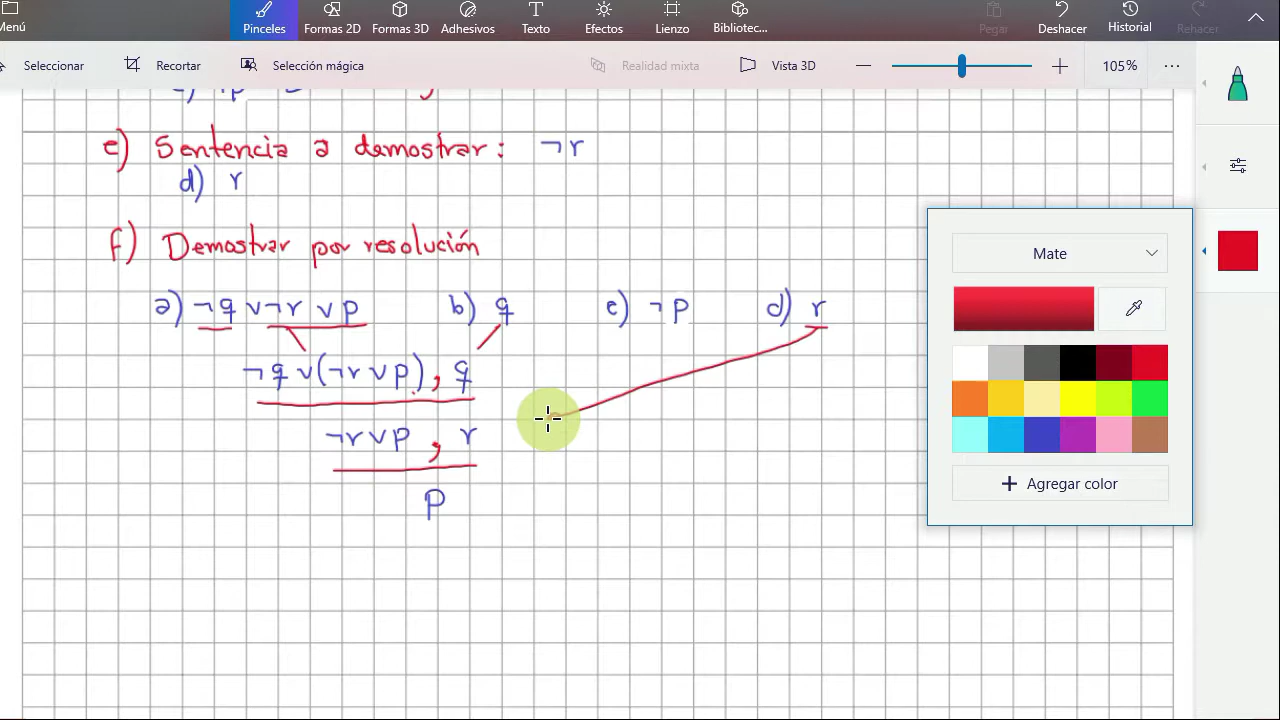 Menú Pinceles Formas 2D Formas 3D Adhesivos Texto Efectos Lienzo Bibliotec... Pegar Deshacer Historial Rehacer
Seleccionar Recortar Selección mágica Realidad mixta Vista 3D 105%
e) Sentencia a demostrar: ¬r
d) r
f) Demostrar por resolución
a) ¬q ∨ ¬r ∨ p b) q c) ¬p d) r
¬q ∨ (¬r ∨ p), q
¬r ∨ p, r
p
Mate
Agregar color